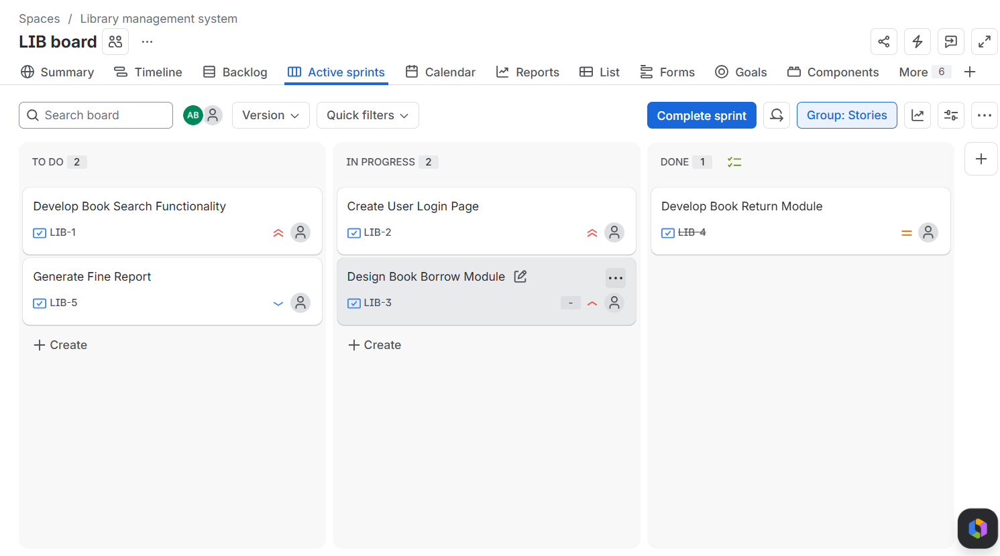 Spaces / Library management system
LIB board
Summary Timeline Backlog Active sprints Calendar Reports List Forms Goals Components More 6
Search board AB Version Quick filters Complete sprint Group: Stories
TO DO 2
Develop Book Search Functionality
LIB-1
Generate Fine Report
LIB-5
Create
IN PROGRESS 2
Create User Login Page
LIB-2
Design Book Borrow Module
LIB-3 -
Create
DONE 1
Develop Book Return Module
LIB-4